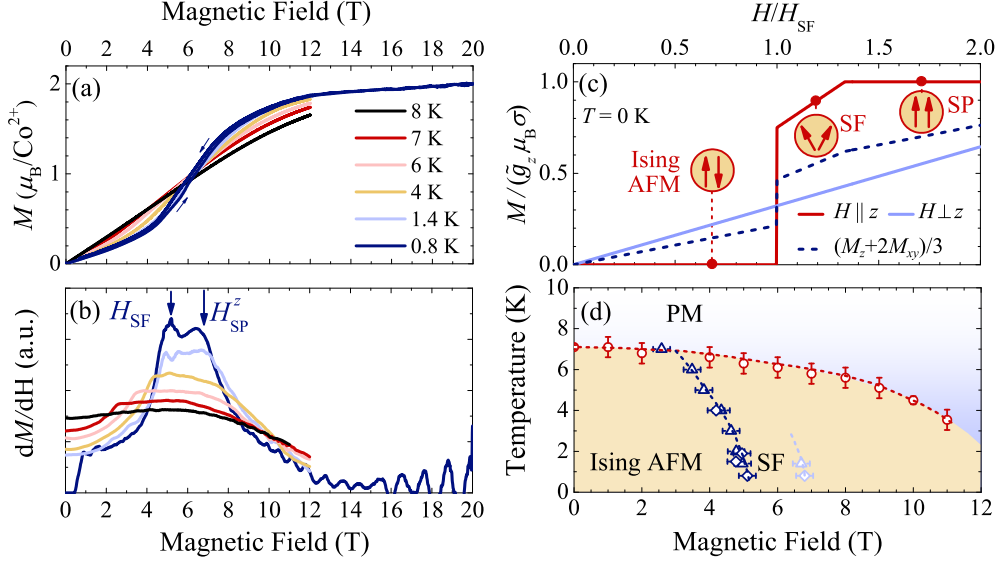 Magnetic Field (T)
0 2 4 6 8 10 12 14 16 18 20
(a)
M (μB/Co2+)
0 1 2
8 K
7 K
6 K
4 K
1.4 K
0.8 K
(b)
HSF
HzSP
dM/dH (a.u.)
0 2 4 6 8 10 12 14 16 18 20
Magnetic Field (T)
H/HSF
0.0 0.5 1.0 1.5 2.0
(c)
T = 0 K
M/(g̃z μB σ)
0.0 0.5 1.0
Ising
AFM
SF
SP
H ∥ z
H⊥z
(Mz+2Mxy)/3
(d)
PM
Temperature (K)
0 2 4 6 8 10
Ising AFM
SF
0 2 4 6 8 10 12
Magnetic Field (T)